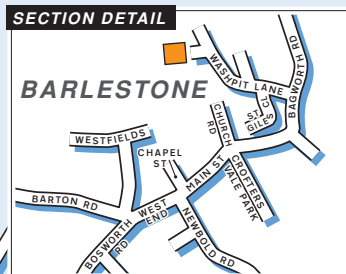 SECTION DETAIL
BARLESTONE
WASHPIT LANE
BAGWORTH RD
ST. GILES CL
CHURCH RD
WESTFIELDS
CHAPEL ST
MAIN ST
CROFTERS VALE PARK
BARTON RD
WEST END
BOSWORTH RD
NEWBOLD RD